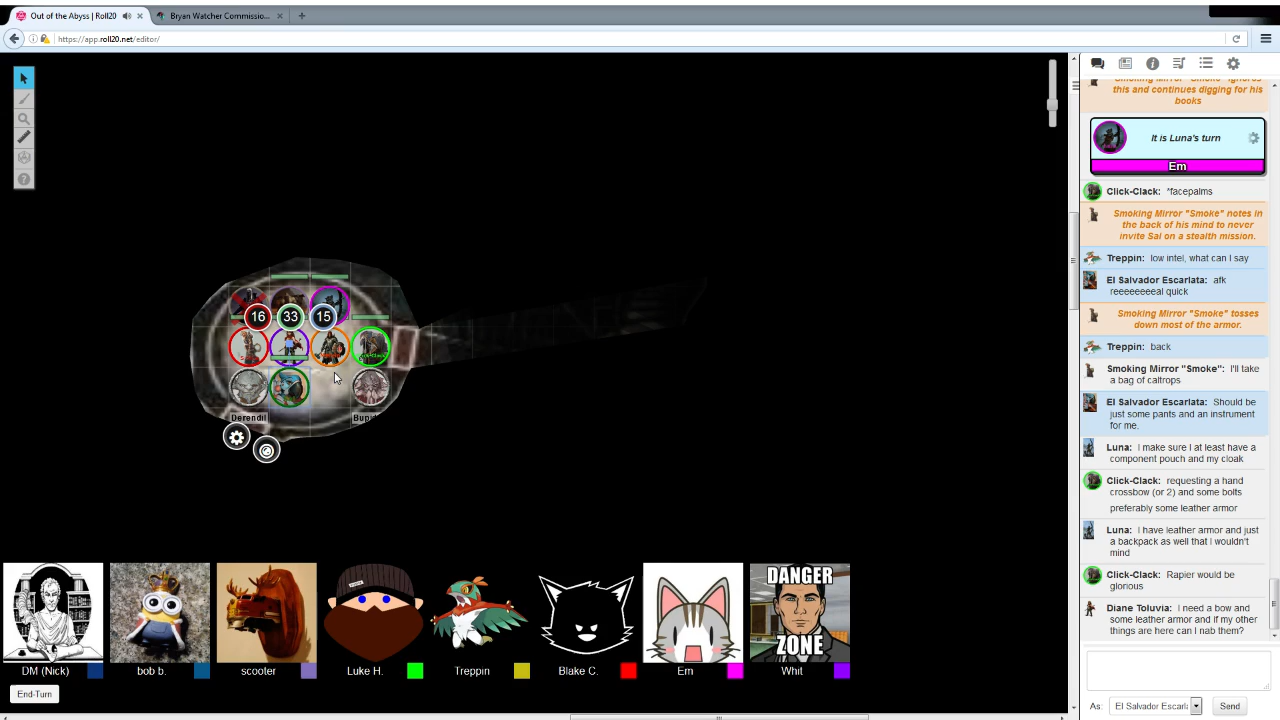 Out of the Abyss | Roll20
Bryan Watcher Commissio...
https://app.roll20.net/editor/
this and continues digging for his
books
It is Luna's turn
Em
Click-Clack: *facepalms
Smoking Mirror "Smoke" notes in
the back of his mind to never
invite Sal on a stealth mission.
Treppin: low intel, what can I say
El Salvador Escarlata: afk
reeeeeeeeal quick
Smoking Mirror "Smoke" tosses
down most of the armor.
Treppin: back
Smoking Mirror "Smoke": I'll take
a bag of caltrops
El Salvador Escarlata: Should be
just some pants and an instrument
for me.
Luna: I make sure I at least have a
component pouch and my cloak
Click-Clack: requesting a hand
crossbow (or 2) and some bolts
preferably some leather armor
Luna: I have leather armor and just
a backpack as well that I wouldn't
mind
Click-Clack: Rapier would be
glorious
Diane Toluvia: I need a bow and
some leather armor and if my other
things are here can I nab them?
16 33 15
Derendil
DANGER
ZONE
DM (Nick)
bob b.
scooter
Luke H.
Treppin
Blake C.
Em
Whit
End-Turn
As: El Salvador Escarla
Send